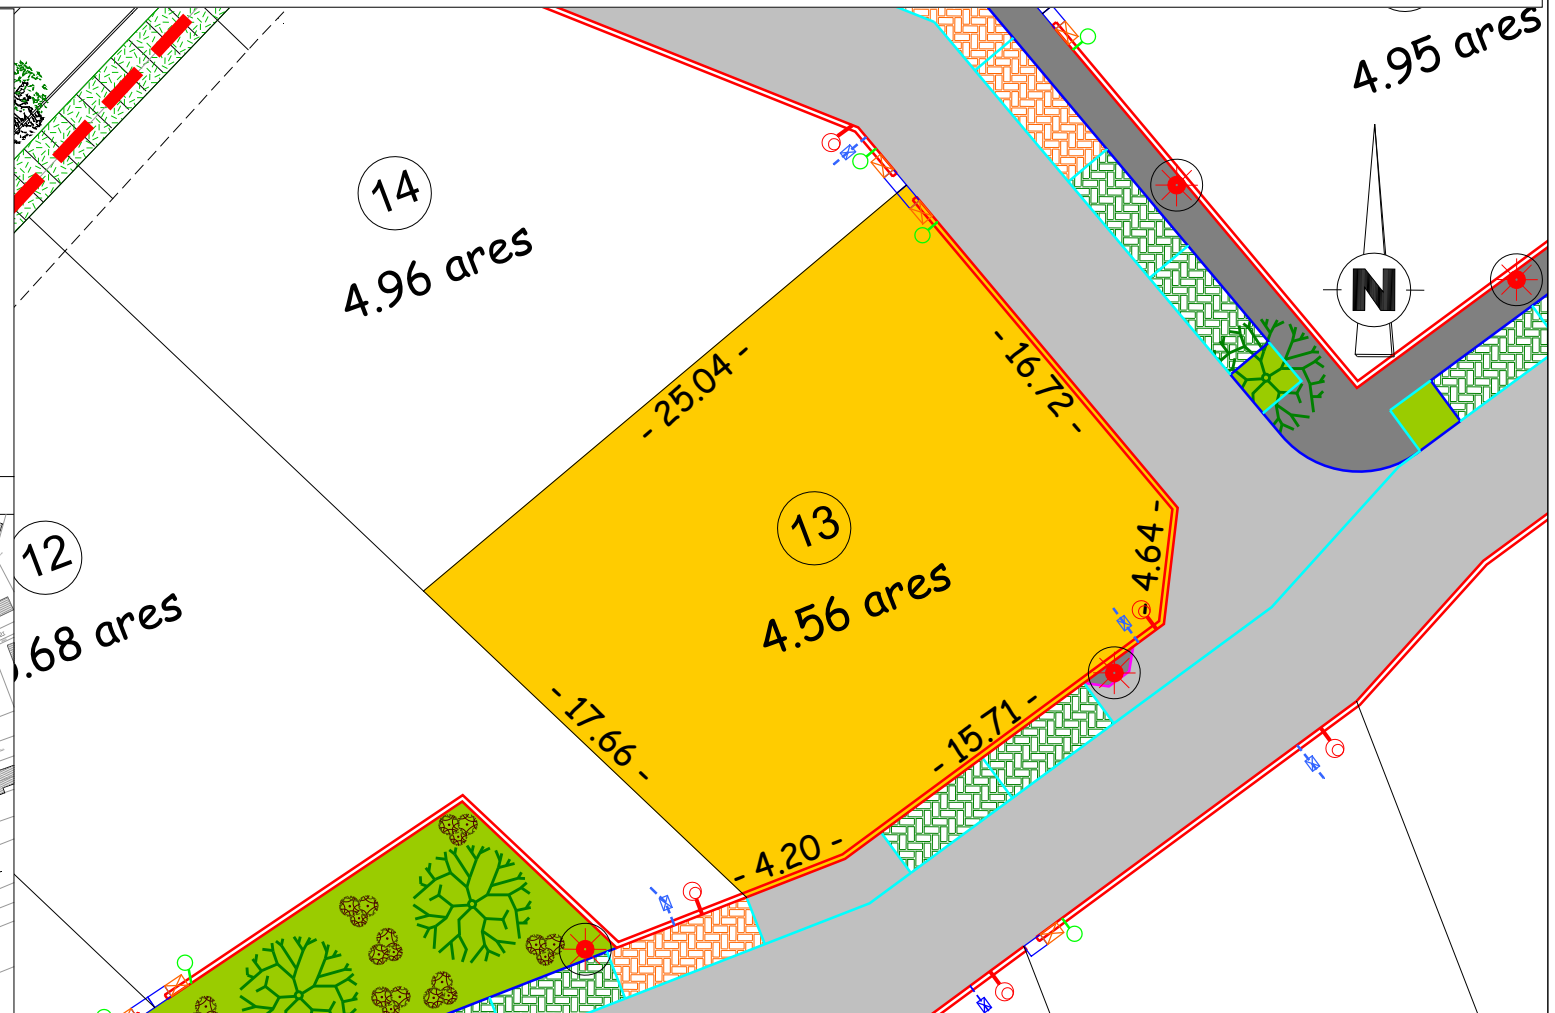 4.95 ares
14
4.96 ares
N
- 25.04 -
- 16.72 -
13
4.56 ares
- 4.64 -
12
.68 ares
- 17.66 -
- 15.71 -
- 4.20 -